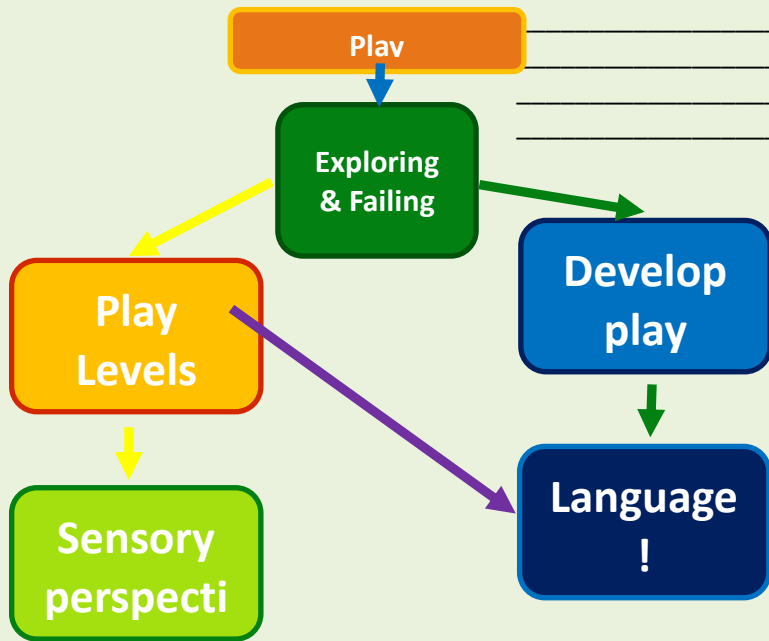 Play
Exploring
& Failing
Play
Levels
Develop
play
Sensory
perspecti
Language
!